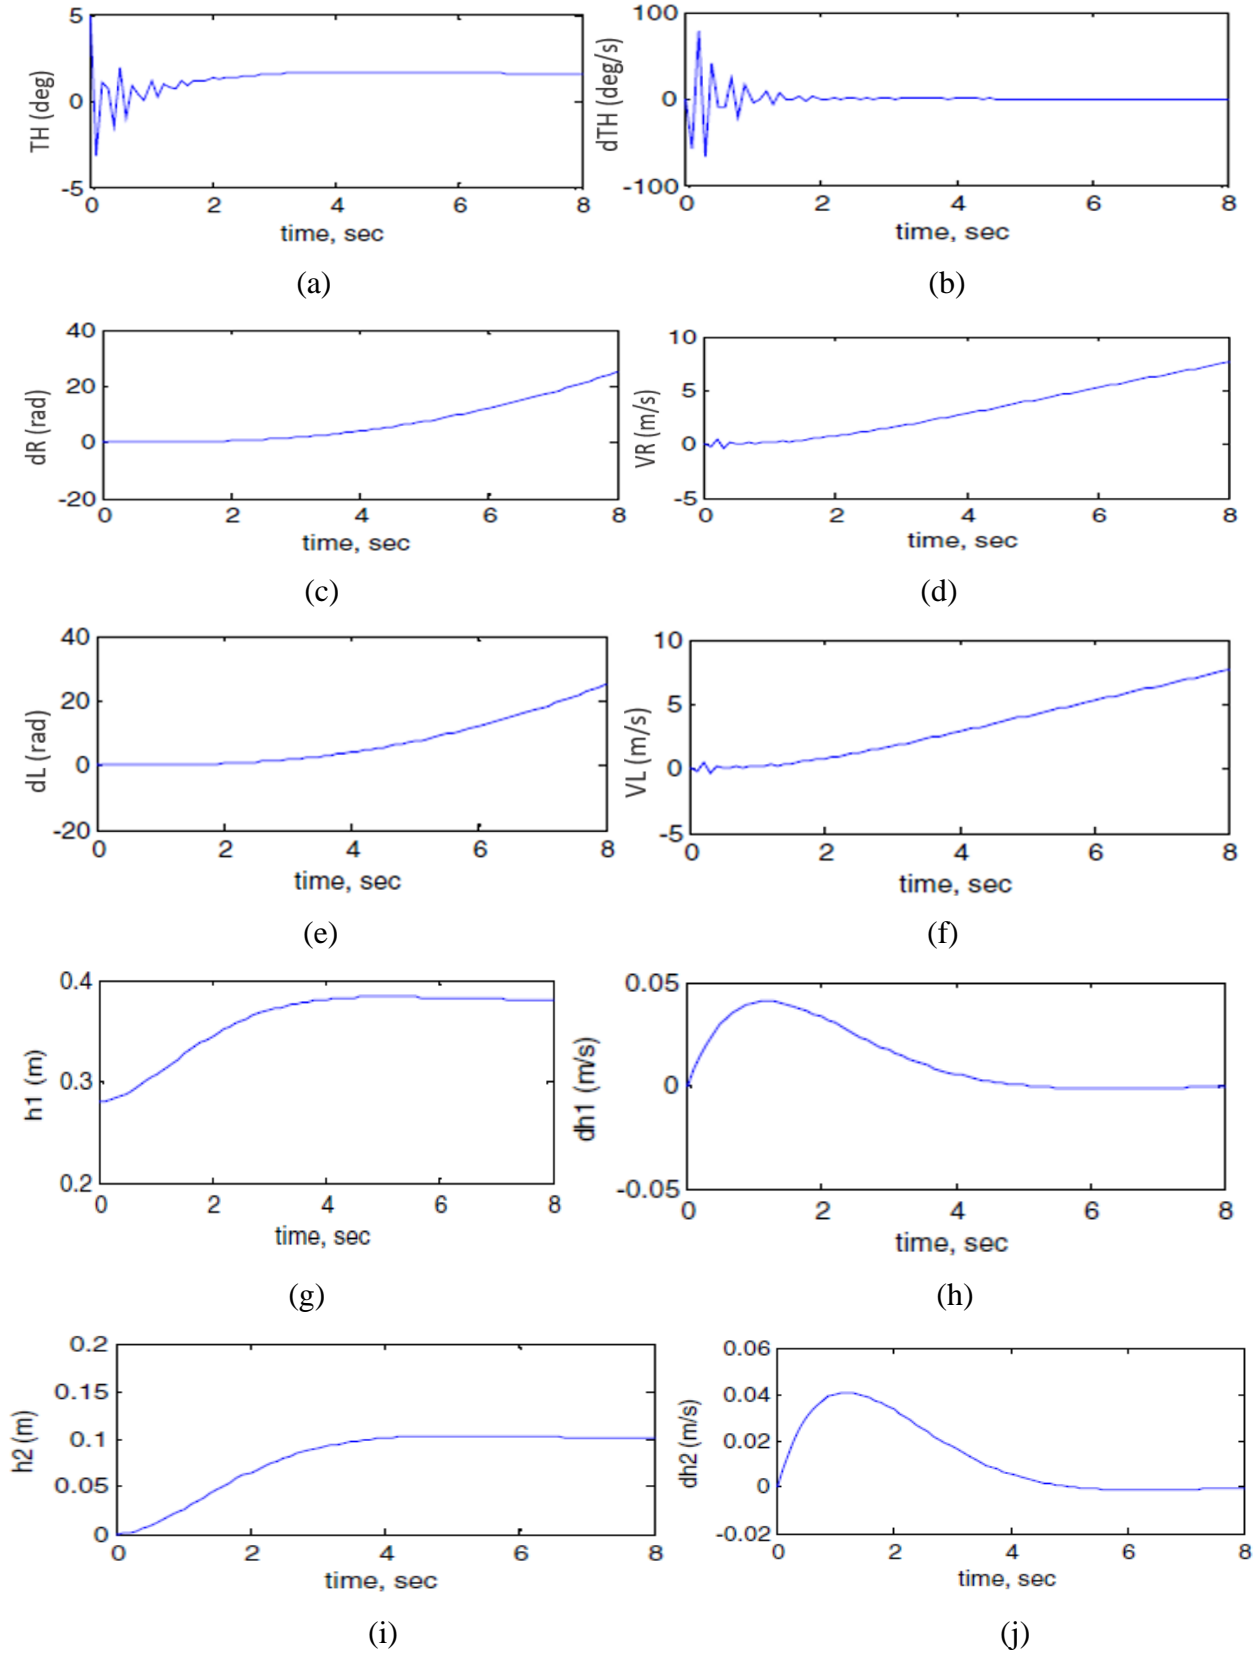 5
0
-5
TH (deg)
0 2 4 6 8
time, sec
(a)
100
0
-100
dTH (deg/s)
0 2 4 6 8
time, sec
(b)
40
20
0
-20
dR (rad)
0 2 4 6 8
time, sec
(c)
10
5
0
-5
VR (m/s)
0 2 4 6 8
time, sec
(d)
40
20
0
-20
dL (rad)
0 2 4 6 8
time, sec
(e)
10
5
0
-5
VL (m/s)
0 2 4 6 8
time, sec
(f)
0.4
0.3
0.2
h1 (m)
0 2 4 6 8
time, sec
(g)
0.05
0
-0.05
dh1 (m/s)
0 2 4 6 8
time, sec
(h)
0.2
0.15
0.1
0.05
0
h2 (m)
0 2 4 6 8
time, sec
(i)
0.06
0.04
0.02
0
-0.02
dh2 (m/s)
0 2 4 6 8
time, sec
(j)